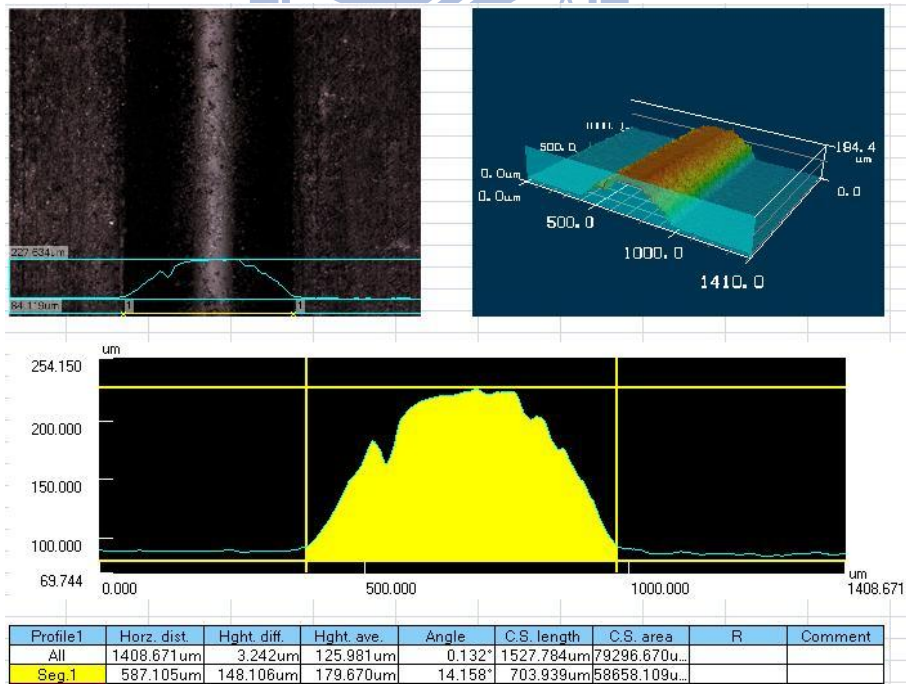 227.634um
84.119um
1
1000.
500.0
0.0um
0.0um
500.0
1000.0
1410.0
184.4
um
0.0
um
254.150
200.000
150.000
100.000
69.744
0.000
500.000
1000.000
um
1408.671
Profile1 Horz. dist. Hght. diff. Hght. ave. Angle C.S. length C.S. area R Comment
All 1408.671um 3.242um 125.981um 0.132° 1527.784um 79296.670u...
Seg.1 587.105um 148.106um 179.670um 14.158° 703.939um 58658.109u...